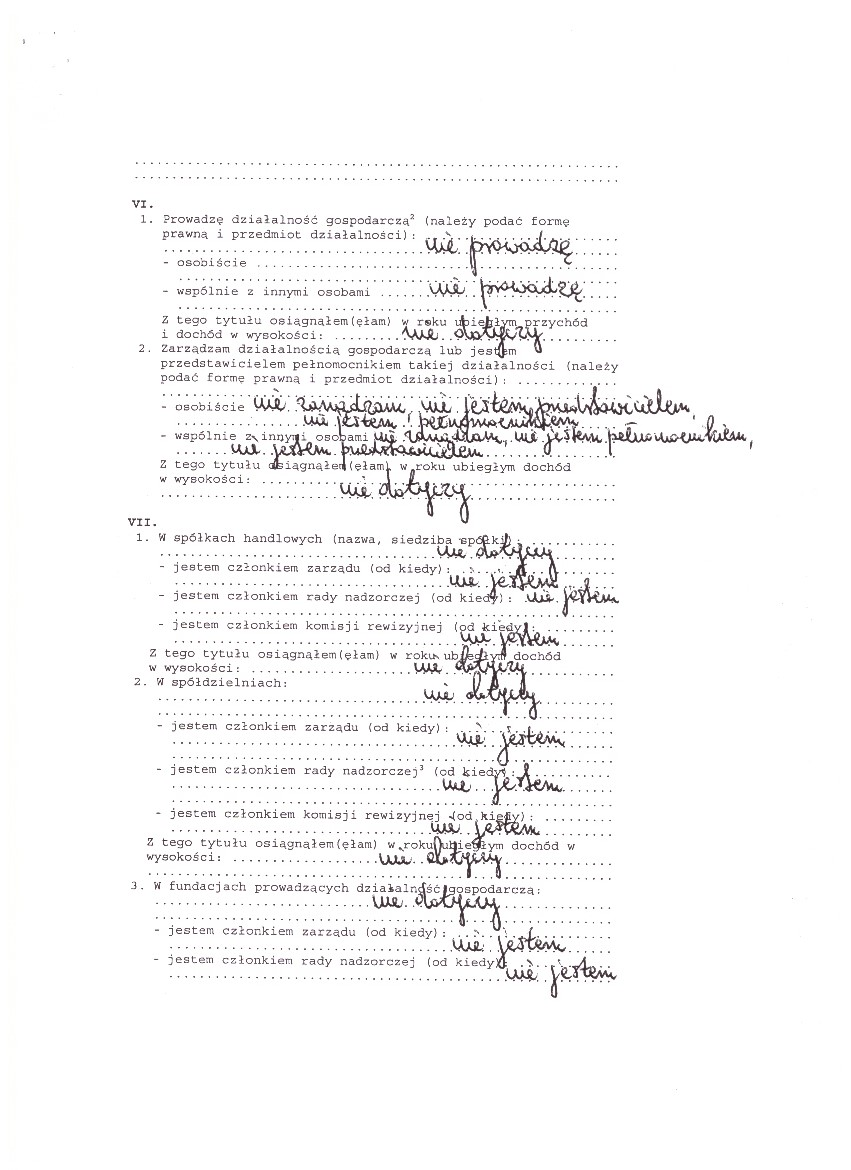 VI.
1. Prowadzę działalność gospodarczą² (należy podać formę
prawną i przedmiot działalności): nie prowadzę
- osobiście
- wspólnie z innymi osobami nie prowadzę
Z tego tytułu osiągnąłem(ęłam) w roku ubiegłym przychód
i dochód w wysokości: nie dotyczy
2. Zarządzam działalnością gospodarczą lub jestem
przedstawicielem pełnomocnikiem takiej działalności (należy
podać formę prawną i przedmiot działalności):
- osobiście nie zarządzam, nie jestem przedstawicielem,
nie jestem pełnomocnikiem
- wspólnie z innymi osobami nie zarządzam, nie jestem pełnomocnikiem,
nie jestem przedstawicielem
Z tego tytułu osiągnąłem(ęłam) w roku ubiegłym dochód
w wysokości:
nie dotyczy
VII.
1. W spółkach handlowych (nazwa, siedziba spółki):
nie dotyczy
- jestem członkiem zarządu (od kiedy):
nie jestem
- jestem członkiem rady nadzorczej (od kiedy): nie jestem
- jestem członkiem komisji rewizyjnej (od kiedy):
nie jestem
Z tego tytułu osiągnąłem(ęłam) w roku ubiegłym dochód
w wysokości: nie dotyczy
2. W spółdzielniach:
nie dotyczy
- jestem członkiem zarządu (od kiedy):
nie jestem
- jestem członkiem rady nadzorczej³ (od kiedy):
nie jestem
- jestem członkiem komisji rewizyjnej (od kiedy):
nie jestem
Z tego tytułu osiągnąłem(ęłam) w roku ubiegłym dochód w
wysokości: nie dotyczy
3. W fundacjach prowadzących działalność gospodarczą:
nie dotyczy
- jestem członkiem zarządu (od kiedy):
nie jestem
- jestem członkiem rady nadzorczej (od kiedy):
nie jestem